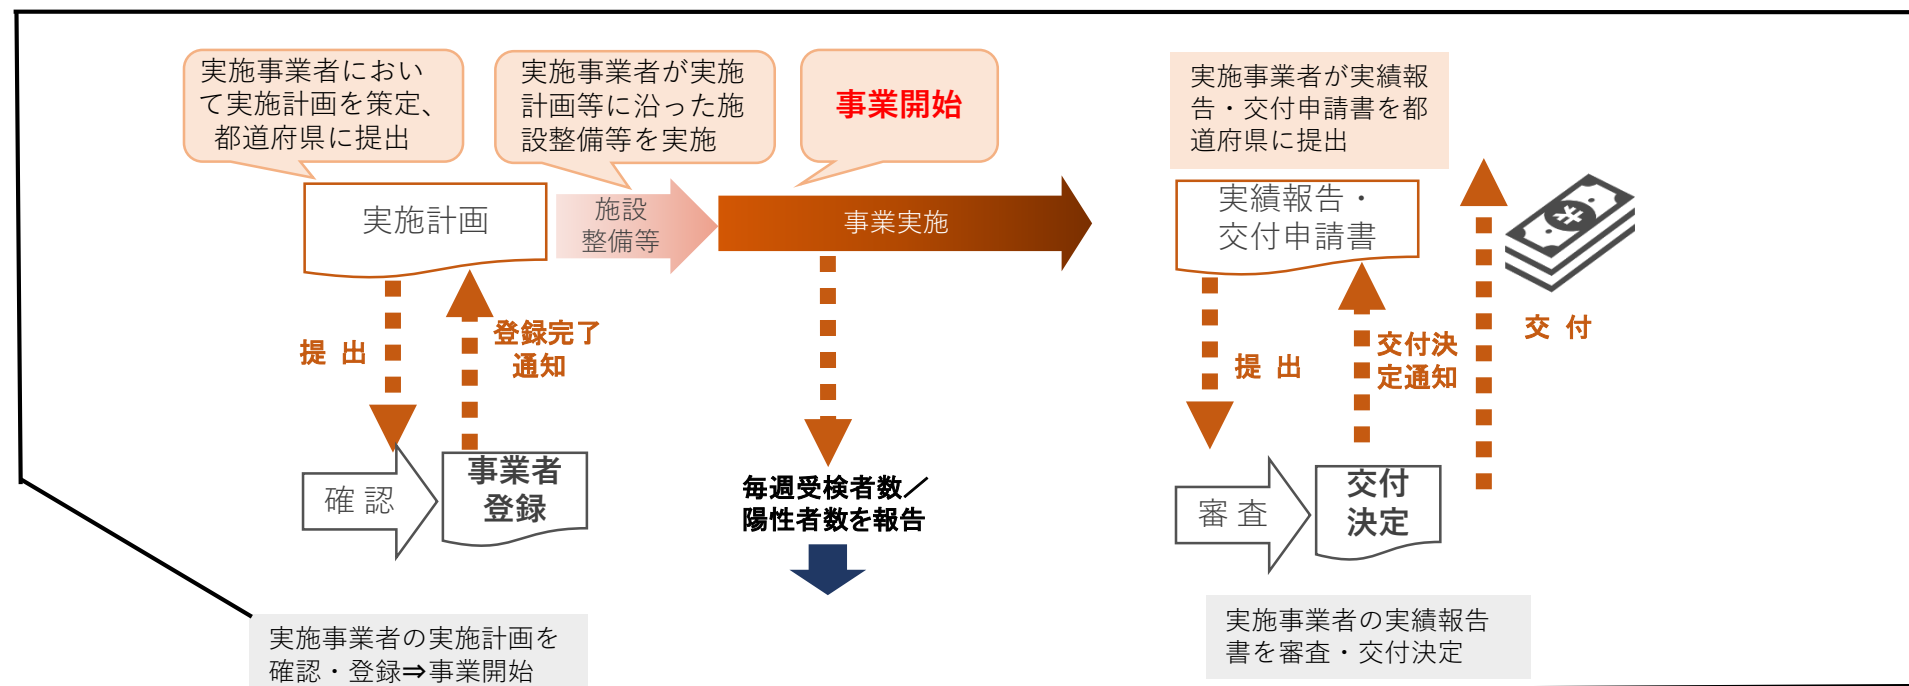 実施事業者におい
て実施計画を策定、
都道府県に提出
実施事業者が実施
計画等に沿った施
設整備等を実施
事業開始
実施事業者が実績報
告・交付申請書を都
道府県に提出
実施計画
施設
整備等
事業実施
実績報告・
交付申請書
提 出
登録完了
通知
提 出
交付決
定通知
交 付
確 認
事業者
登録
毎週受検者数／
陽性者数を報告
審 査
交付
決定
実施事業者の実施計画を
確認・登録⇒事業開始
実施事業者の実績報告
書を審査・交付決定